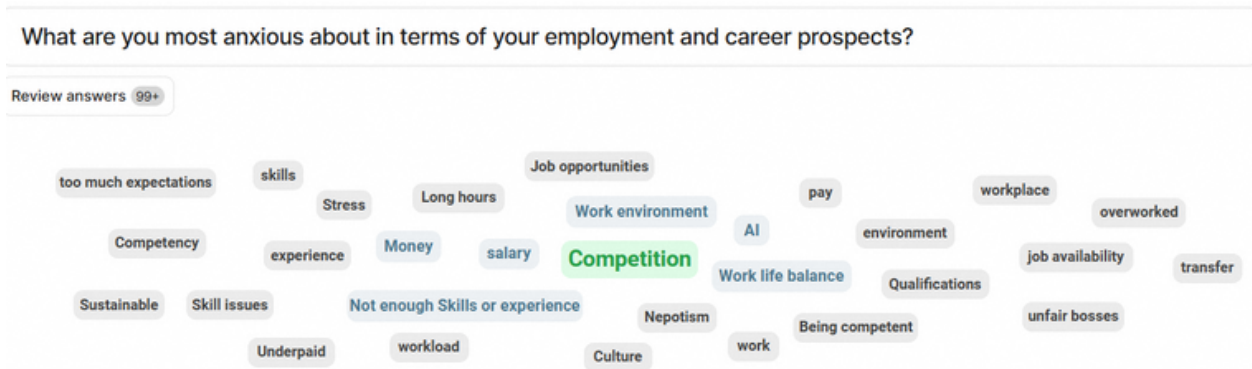 What are you most anxious about in terms of your employment and career prospects?
Review answers 99+
Job opportunities
too much expectations
skills
Stress
Long hours
Work environment
pay
workplace
overworked
Competency
experience
Money
salary
Competition
AI
environment
job availability
transfer
Work life balance
Qualifications
Sustainable
Skill issues
Not enough Skills or experience
Nepotism
Being competent
unfair bosses
Underpaid
workload
Culture
work